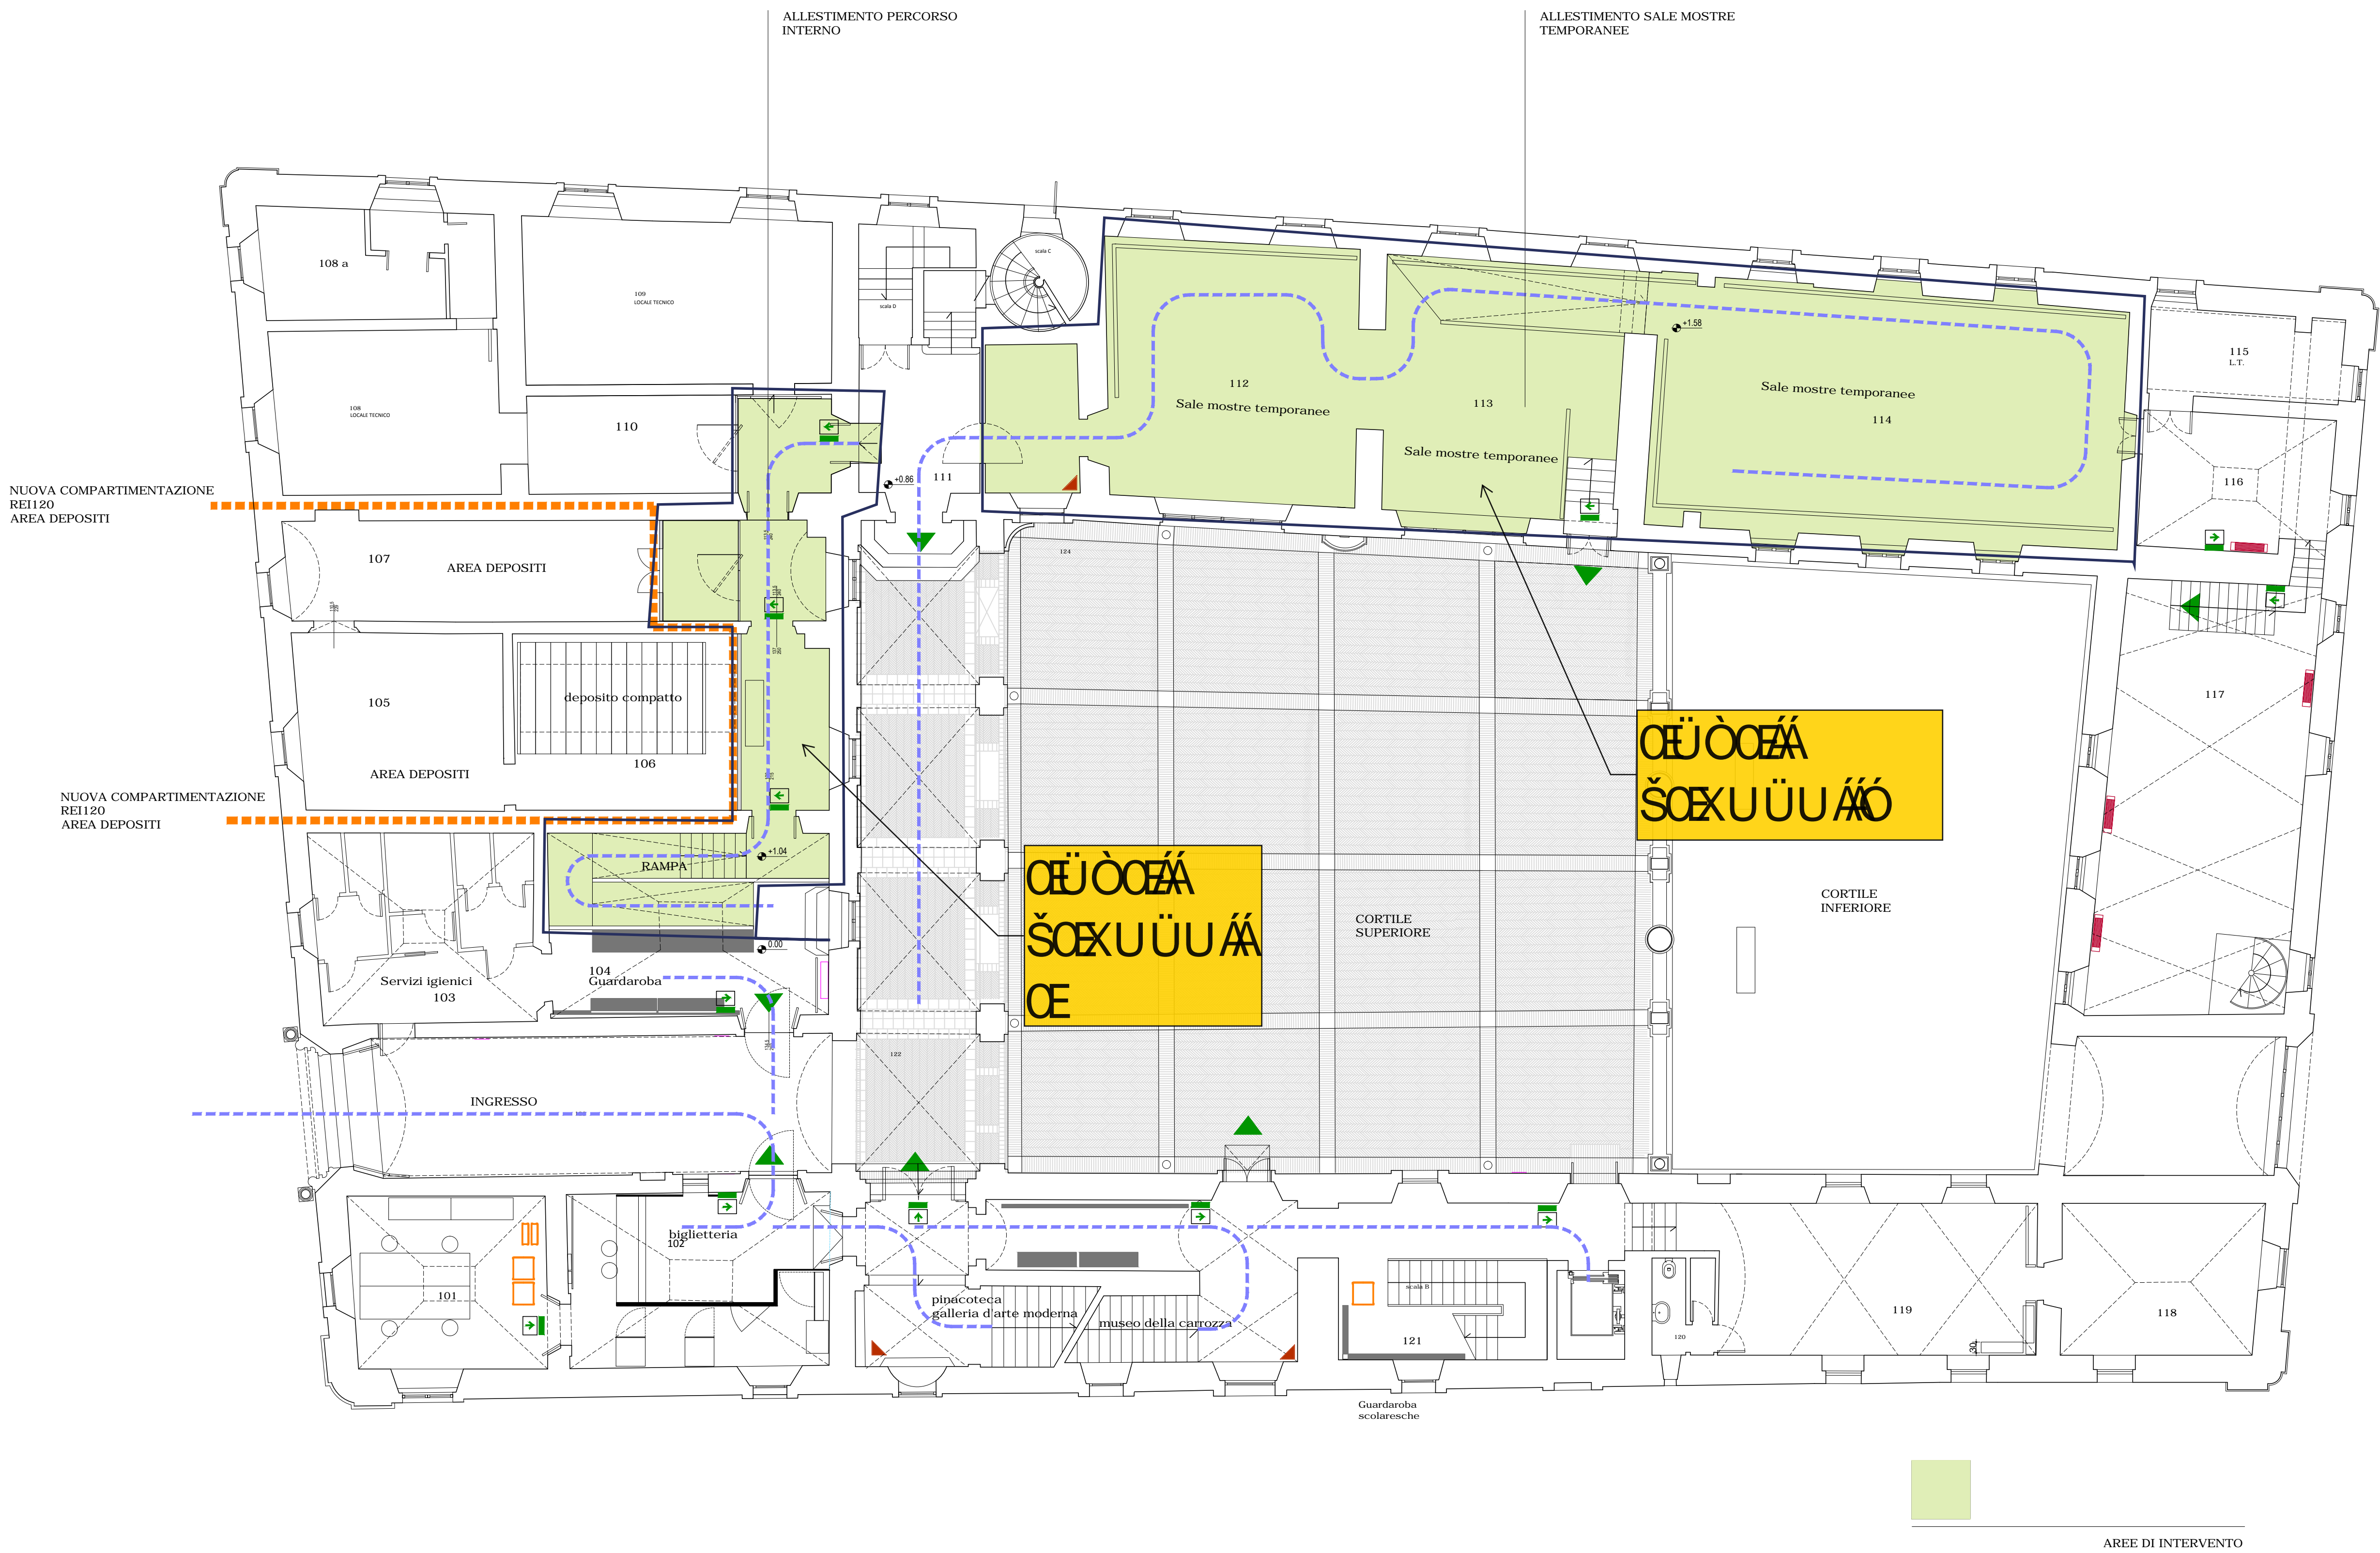 ALLESTIMENTO PERCORSO
INTERNO
ALLESTIMENTO SALE MOSTRE
TEMPORANEE
108 a
109
LOCALE TECNICO
scala D
scala C
+1.58
115
L.T.
108
LOCALE TECNICO
110
112
Sale mostre temporanee
113
Sale mostre temporanee
Sale mostre temporanee
114
NUOVA COMPARTIMENTAZIONE
REI120
AREA DEPOSITI
+0.86
111
116
107
AREA DEPOSITI
124
105
deposito compatto
106
AREA DEPOSITI
117
NUOVA COMPARTIMENTAZIONE
REI120
AREA DEPOSITI
+1.04
RAMPA
0.00
CORTILE
SUPERIORE
CORTILE
INFERIORE
104
Guardaroba
Servizi igienici
103
122
INGRESSO
biglietteria
102
101
pinacoteca
galleria d'arte moderna
museo della carrozza
scala B
121
120
119
30
118
Guardaroba
scolaresche
AREE DI INTERVENTO